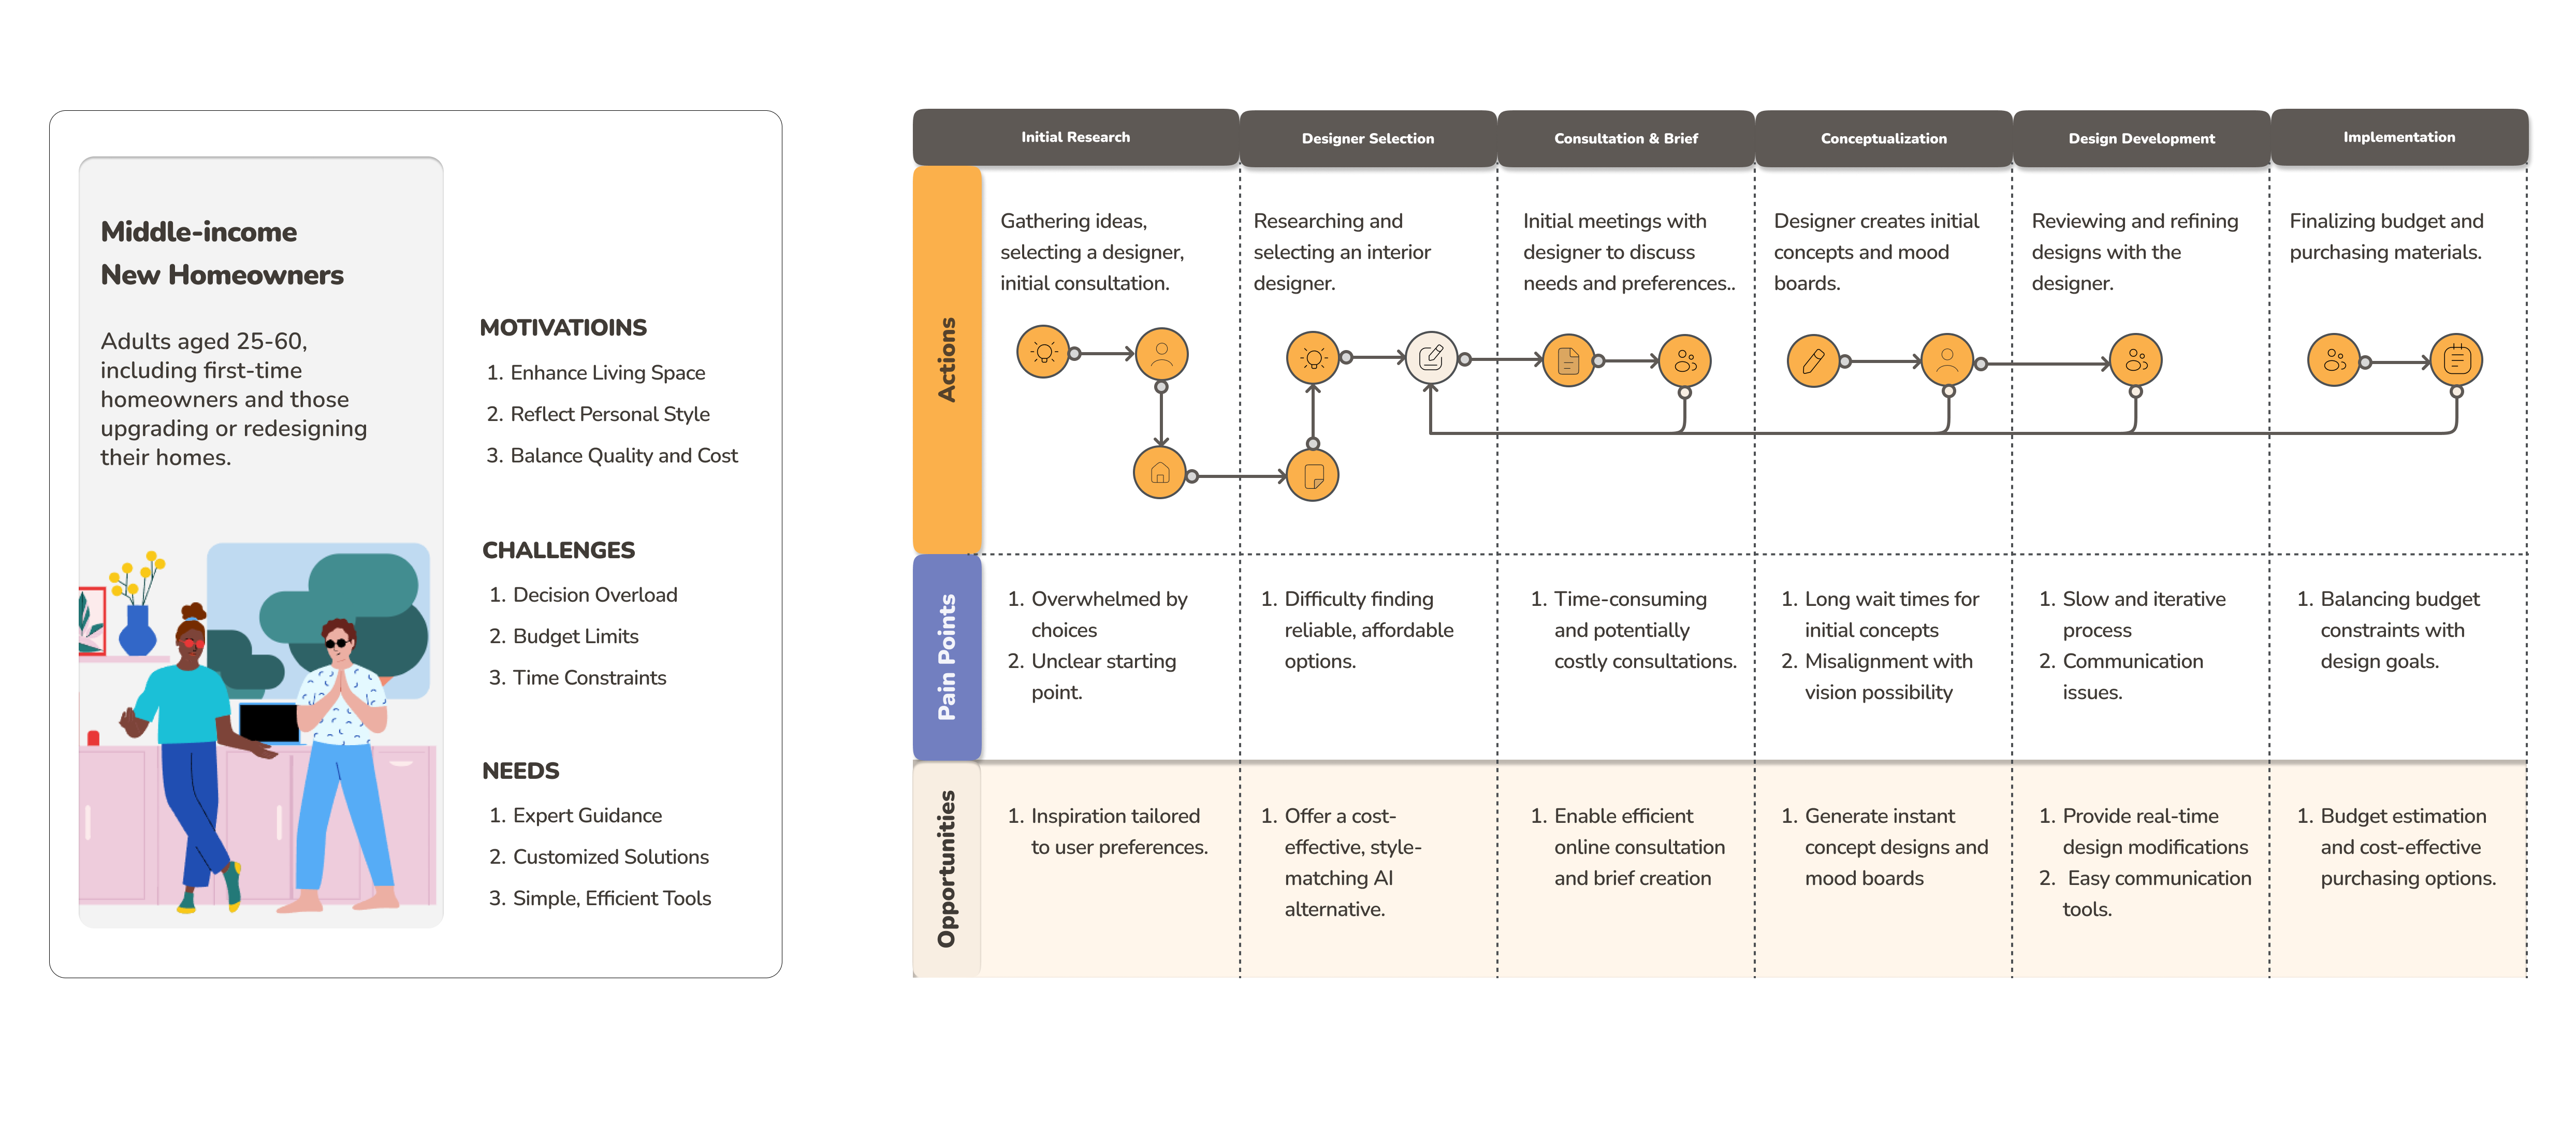 Middle-income
New Homeowners
Adults aged 25-60,
including first-time
homeowners and those
upgrading or redesigning
their homes.
MOTIVATIOINS
1. Enhance Living Space
2. Reflect Personal Style
3. Balance Quality and Cost
CHALLENGES
1. Decision Overload
2. Budget Limits
3. Time Constraints
NEEDS
1. Expert Guidance
2. Customized Solutions
3. Simple, Efficient Tools
Initial Research
Designer Selection
Consultation & Brief
Conceptualization
Design Development
Implementation
Actions
Gathering ideas,
selecting a designer,
initial consultation.
Researching and
selecting an interior
designer.
Initial meetings with
designer to discuss
needs and preferences..
Designer creates initial
concepts and mood
boards.
Reviewing and refining
designs with the
designer.
Finalizing budget and
purchasing materials.
Pain Points
1. Overwhelmed by
choices
2. Unclear starting
point.
1. Difficulty finding
reliable, affordable
options.
1. Time-consuming
and potentially
costly consultations.
1. Long wait times for
initial concepts
2. Misalignment with
vision possibility
1. Slow and iterative
process
2. Communication
issues.
1. Balancing budget
constraints with
design goals.
Opportunities
1. Inspiration tailored
to user preferences.
1. Offer a cost-
effective, style-
matching AI
alternative.
1. Enable efficient
online consultation
and brief creation
1. Generate instant
concept designs and
mood boards
1. Provide real-time
design modifications
2. Easy communication
tools.
1. Budget estimation
and cost-effective
purchasing options.